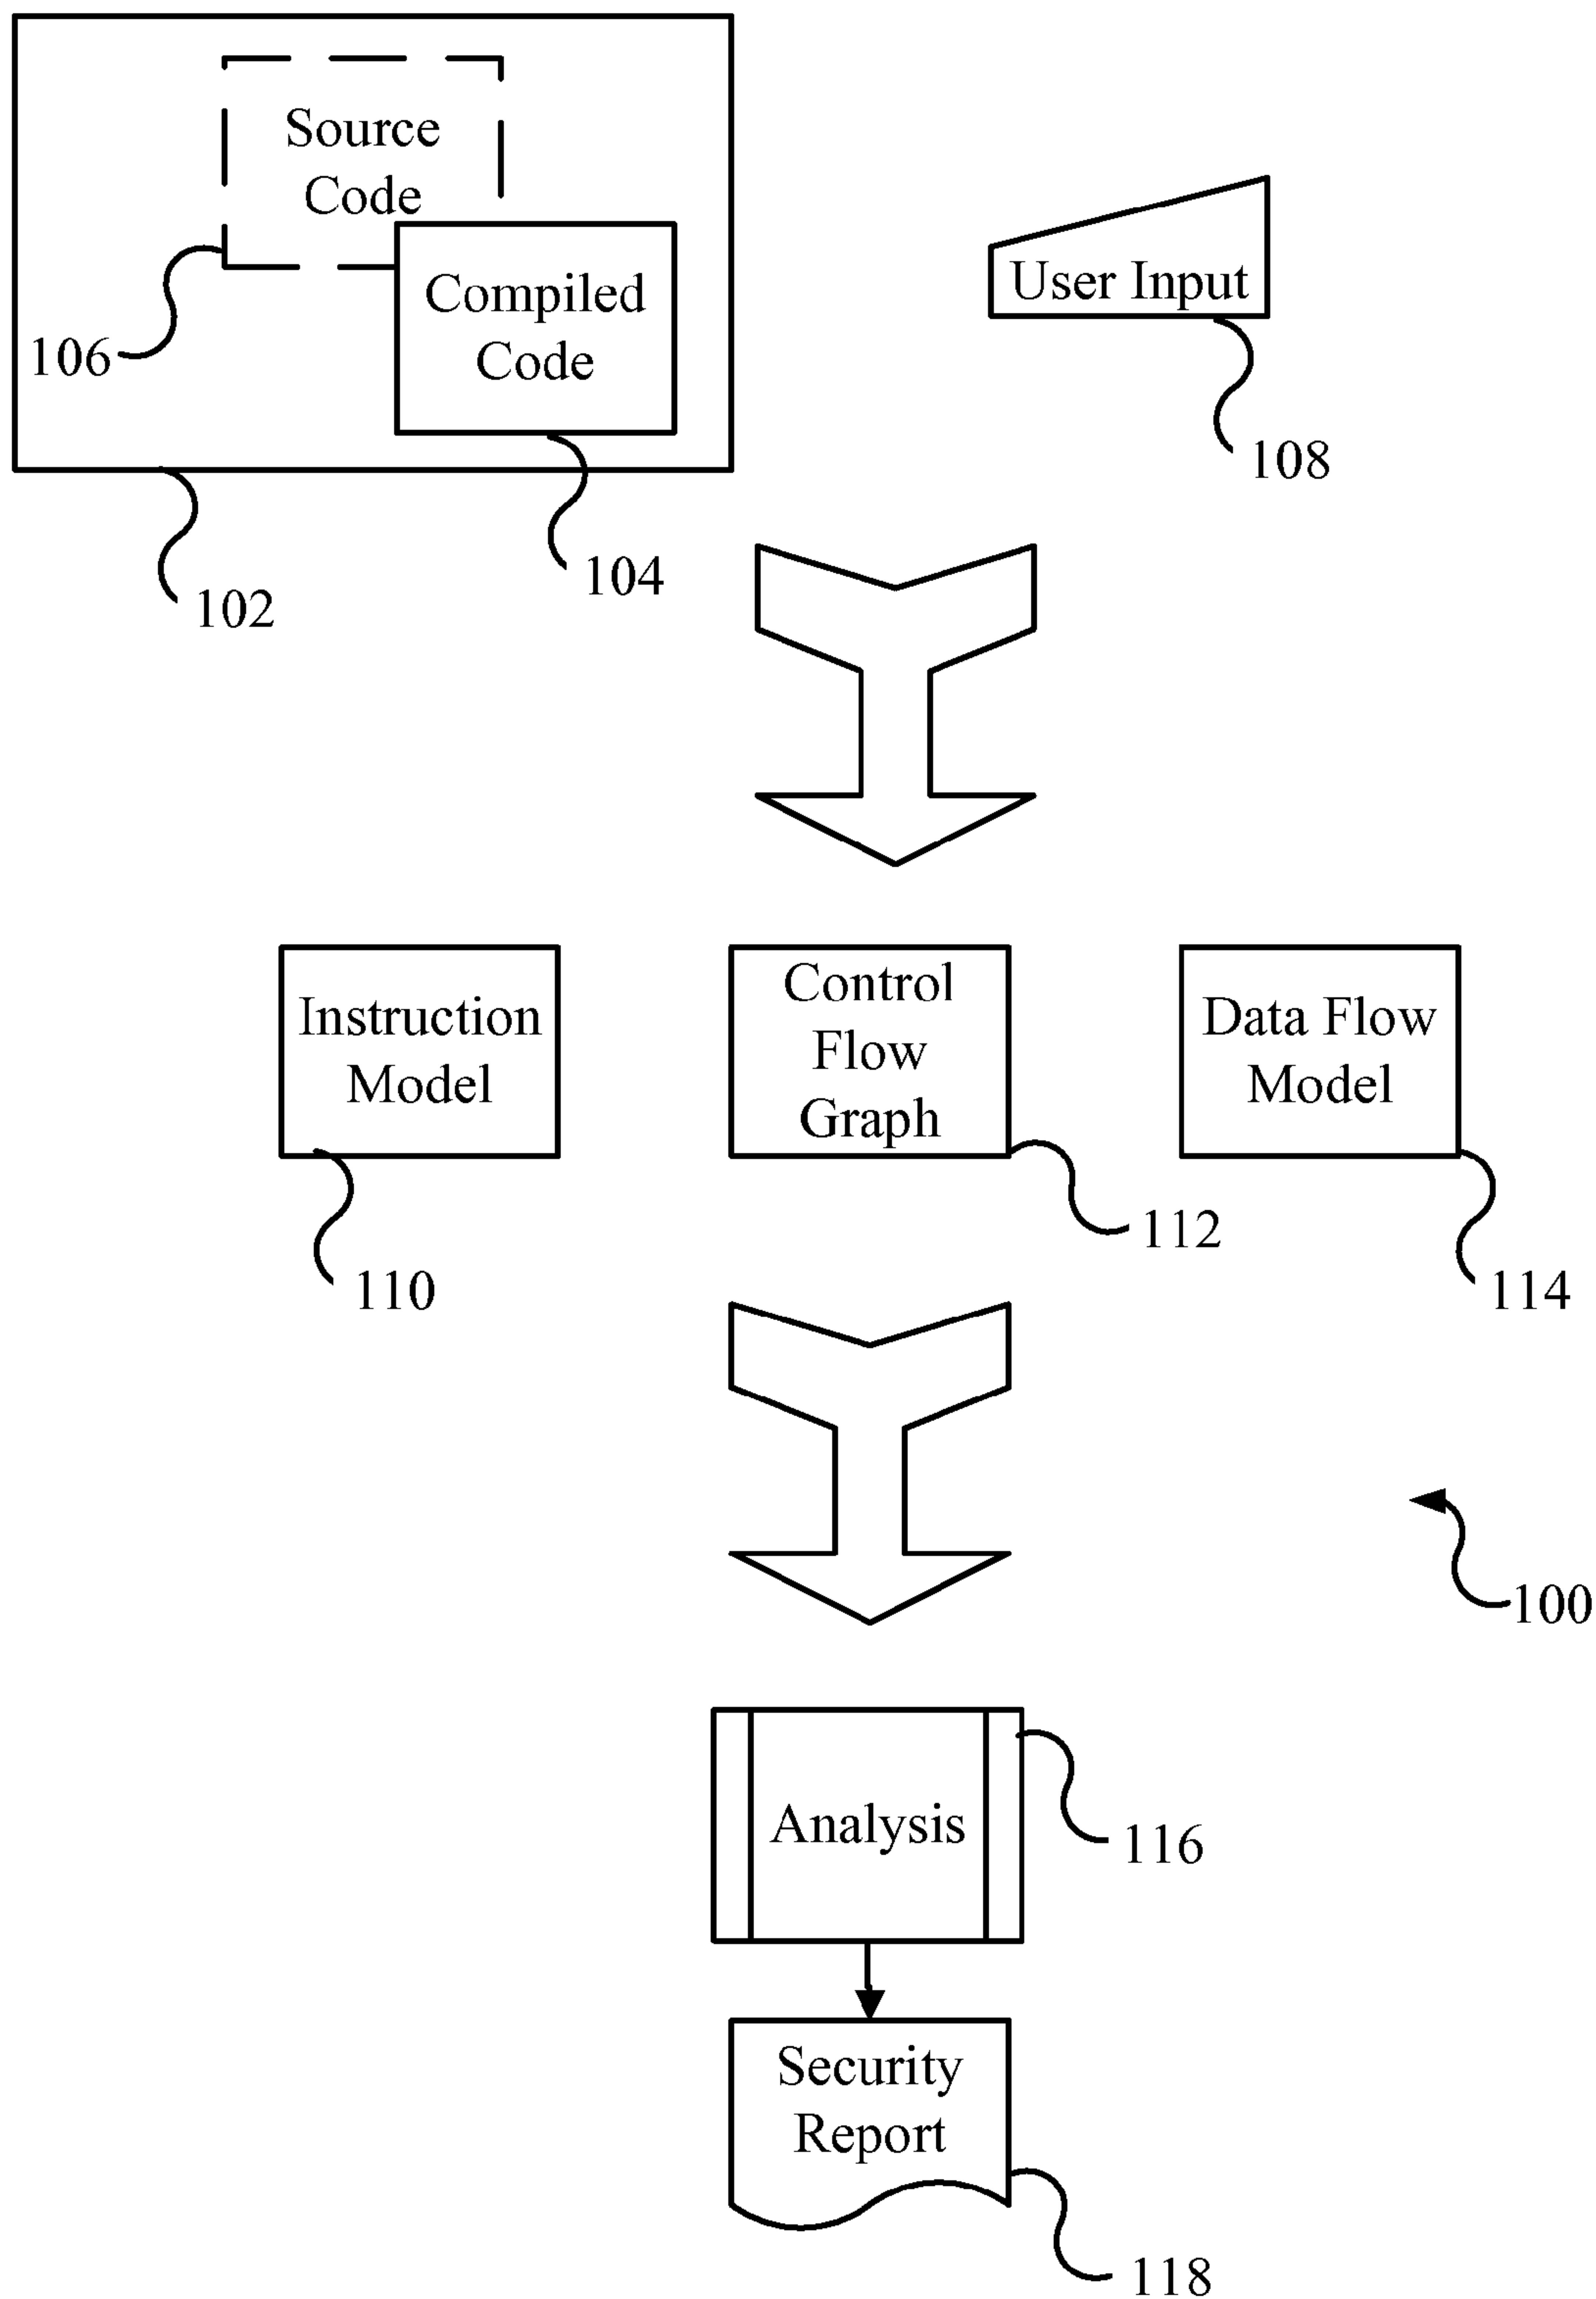 Source
Code
Compiled
Code
106
104
102
User Input
108
Instruction
Model
110
Control
Flow
Graph
112
Data Flow
Model
114
100
Analysis
116
Security
Report
118